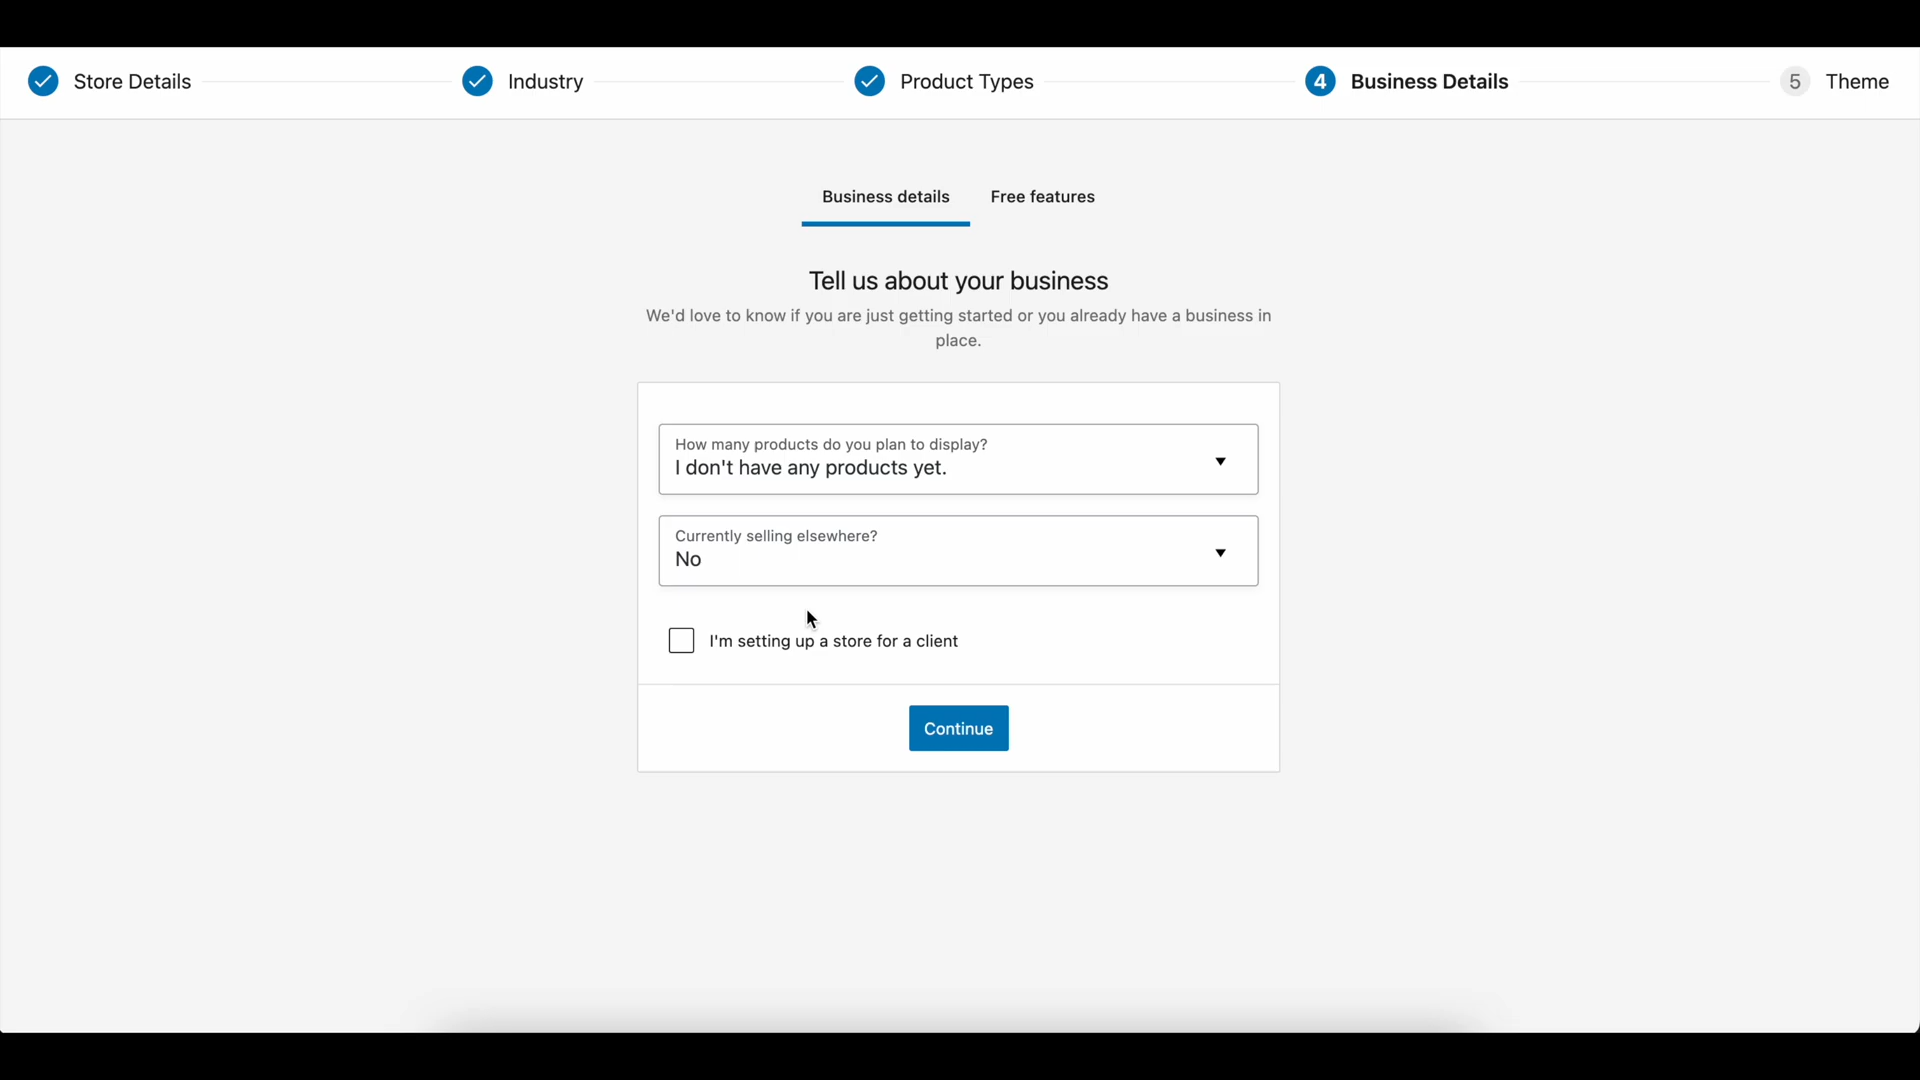 Store Details
Industry
Product Types
4 Business Details
5 Theme
Business details
Free features
Tell us about your business
We'd love to know if you are just getting started or you already have a business in
place.
How many products do you plan to display?
I don't have any products yet.
Currently selling elsewhere?
No
I'm setting up a store for a client
Continue